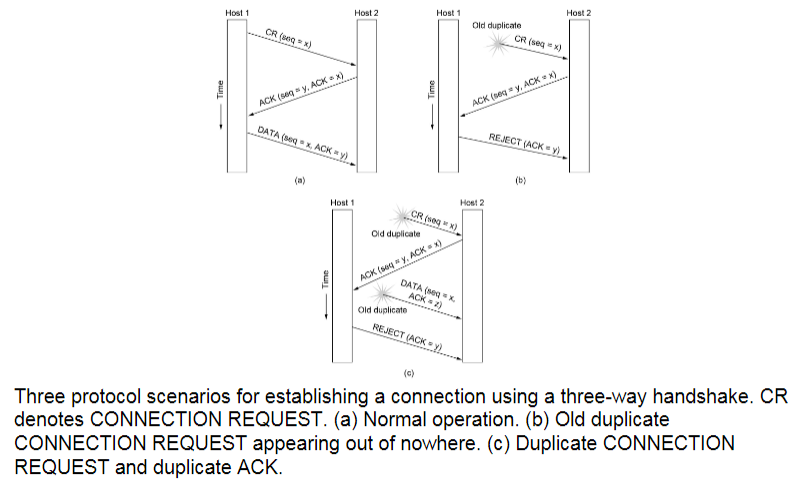 Host 1
Host 2
CR (seq = x)
ACK (seq = y, ACK = x)
DATA (seq = x, ACK = y)
Time
(a)
Host 1
Host 2
Old duplicate
CR (seq = x)
ACK (seq = y, ACK = x)
REJECT (ACK = y)
Time
(b)
Host 1
Host 2
CR (seq = x)
Old duplicate
ACK (seq = y, ACK = x)
DATA (seq = x,
ACK = z)
Old duplicate
REJECT (ACK = y)
Time
(c)
Three protocol scenarios for establishing a connection using a three-way handshake. CR
denotes CONNECTION REQUEST. (a) Normal operation. (b) Old duplicate
CONNECTION REQUEST appearing out of nowhere. (c) Duplicate CONNECTION
REQUEST and duplicate ACK.